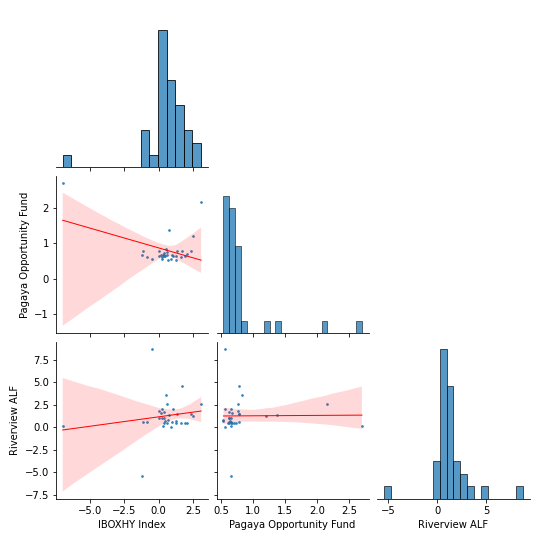 2
1
0
−1
Pagaya Opportunity Fund
7.5
5.0
2.5
0.0
−2.5
−5.0
−7.5
Riverview ALF
−5.0 −2.5 0.0 2.5
IBOXHY Index
0.5 1.0 1.5 2.0 2.5
Pagaya Opportunity Fund
−5 0 5
Riverview ALF